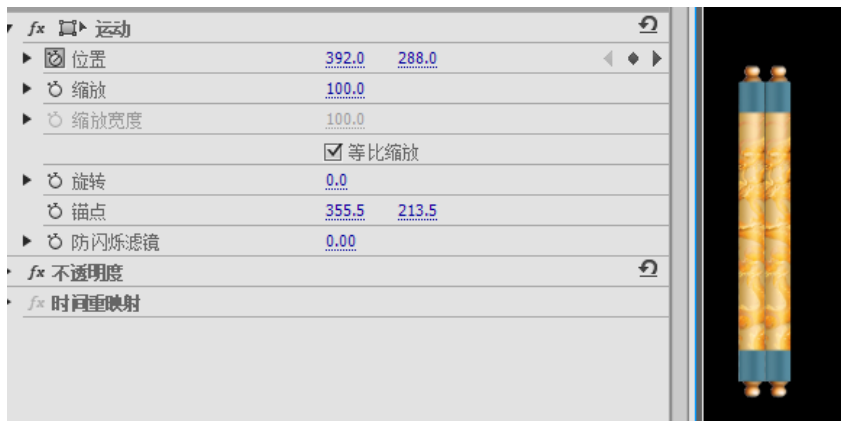 fx 运动
位置 392.0 288.0
缩放 100.0
缩放宽度 100.0
等比缩放
旋转 0.0
锚点 355.5 213.5
防闪烁滤镜 0.00
fx 不透明度
fx 时间重映射